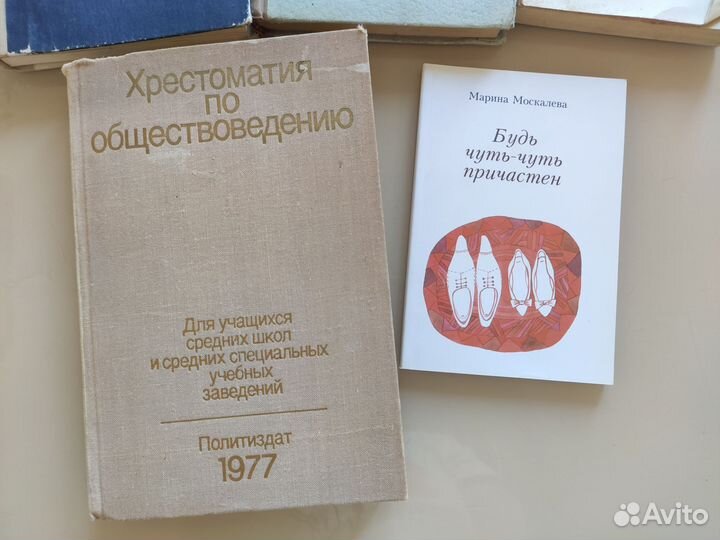 Хрестоматия
по
обществоведению
Для учащихся
средних школ
и средних специальных
учебных
заведений
Политиздат
1977
Марина Москалева
Будь
чуть-чуть
причастен
Avito